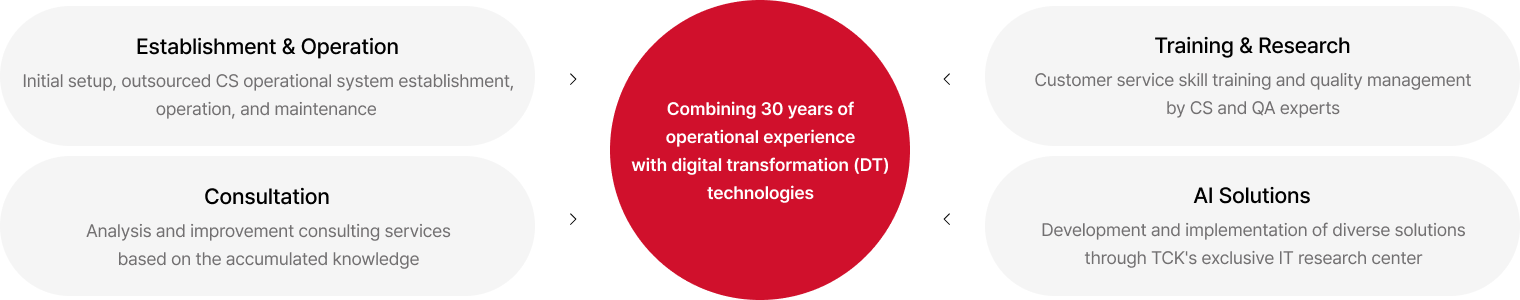 Establishment & Operation
Initial setup, outsourced CS operational system establishment,
operation, and maintenance
Consultation
Analysis and improvement consulting services
based on the accumulated knowledge
Combining 30 years of
operational experience
with digital transformation (DT)
technologies
Training & Research
Customer service skill training and quality management
by CS and QA experts
AI Solutions
Development and implementation of diverse solutions
through TCK's exclusive IT research center